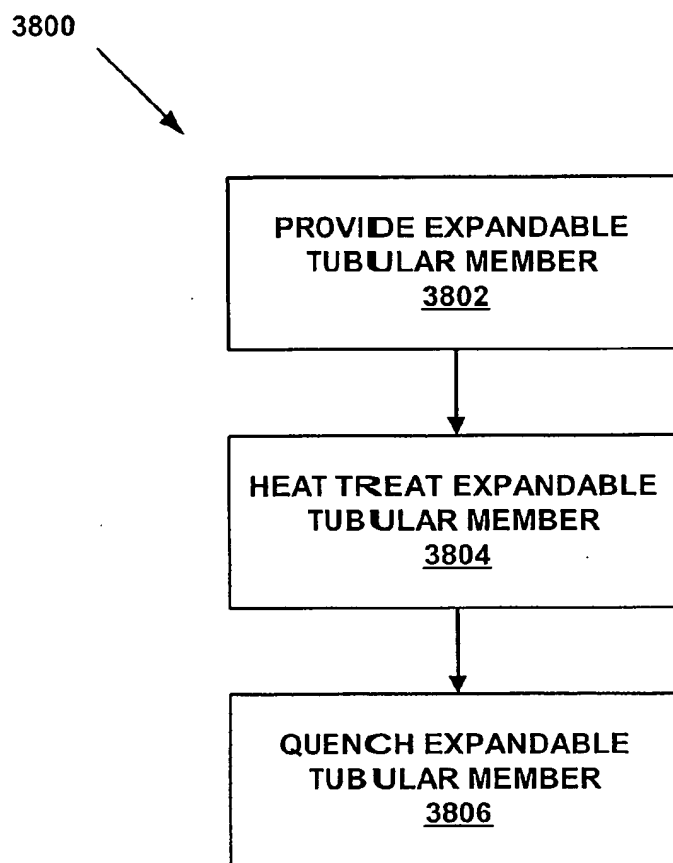 3800
PROVIDE EXPANDABLE
TUBULAR MEMBER
3802
HEAT TREAT EXPANDABLE
TUBULAR MEMBER
3804
QUENCH EXPANDABLE
TUBULAR MEMBER
3806